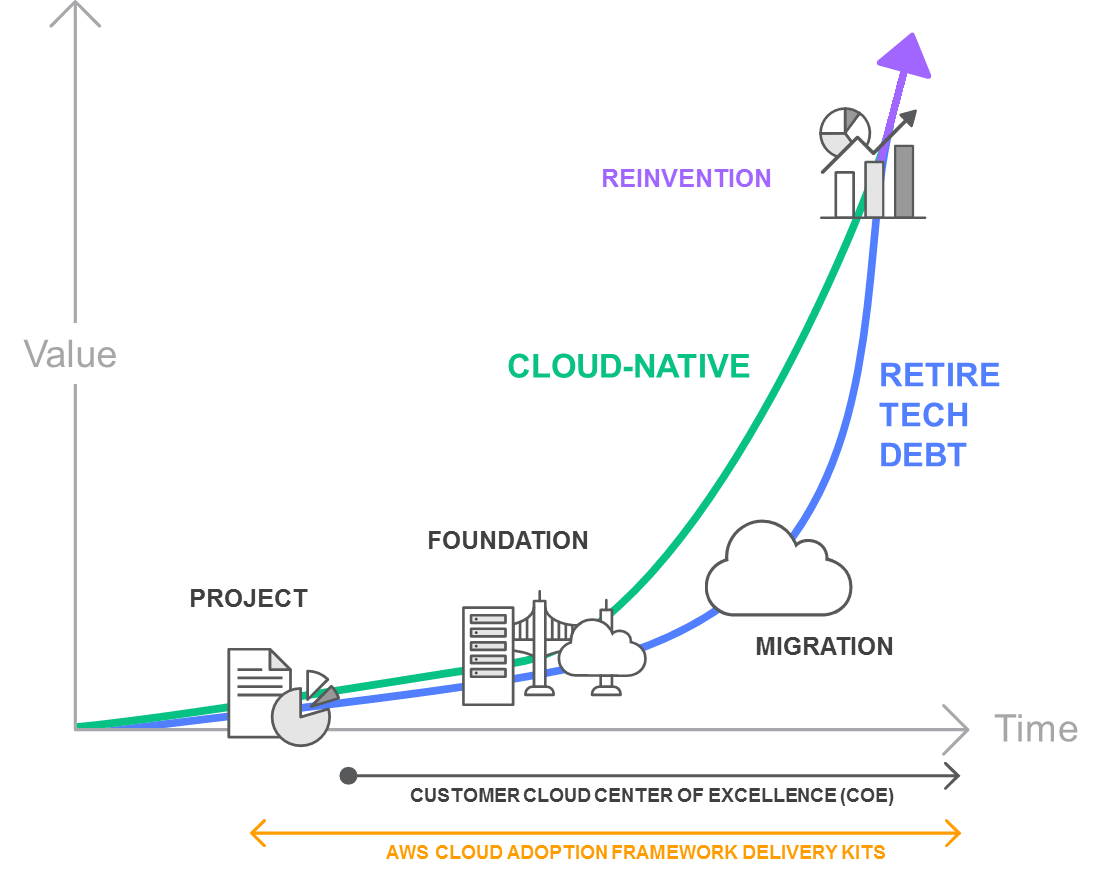 REINVENTION
Value
CLOUD-NATIVE
RETIRE
TECH
DEBT
FOUNDATION
PROJECT
MIGRATION
Time
CUSTOMER CLOUD CENTER OF EXCELLENCE (COE)
AWS CLOUD ADOPTION FRAMEWORK DELIVERY KITS